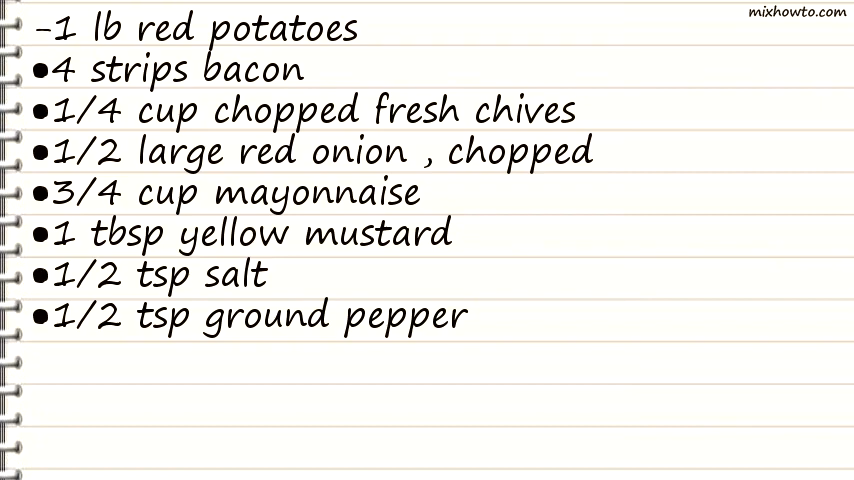 mixhowto.com
-1 lb red potatoes
●4 strips bacon
●1/4 cup chopped fresh chives
●1/2 large red onion , chopped
●3/4 cup mayonnaise
●1 tbsp yellow mustard
●1/2 tsp salt
●1/2 tsp ground pepper